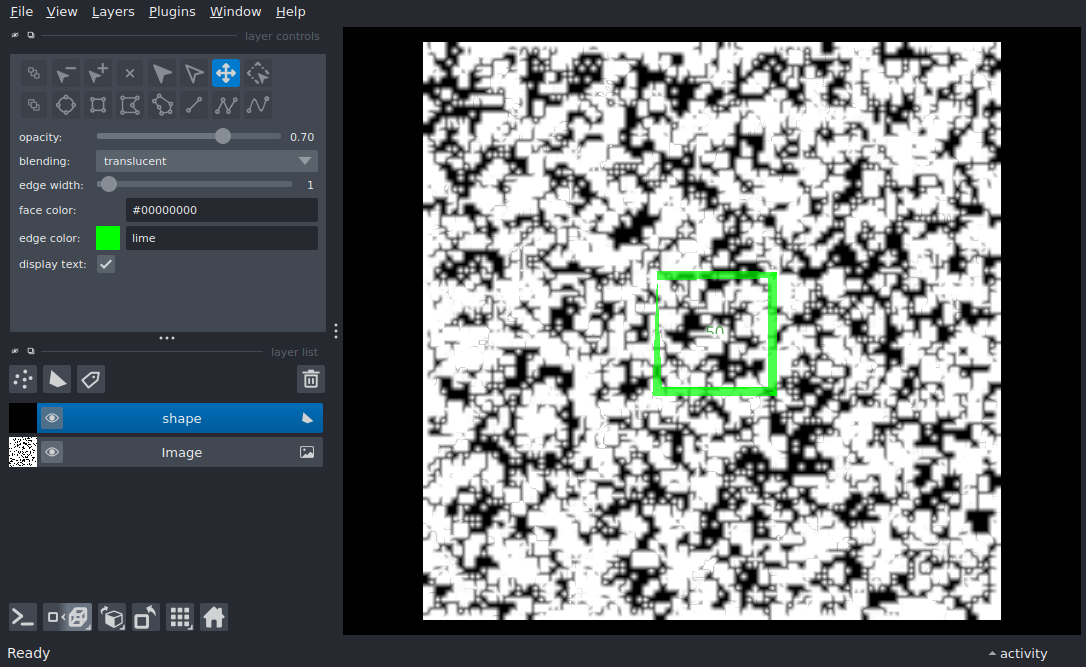 File View Layers Plugins Window Help
layer controls
opacity: 0.70
blending: translucent
edge width: 1
face color: #00000000
edge color: lime
display text:
50
layer list
shape
Image
Ready
activity